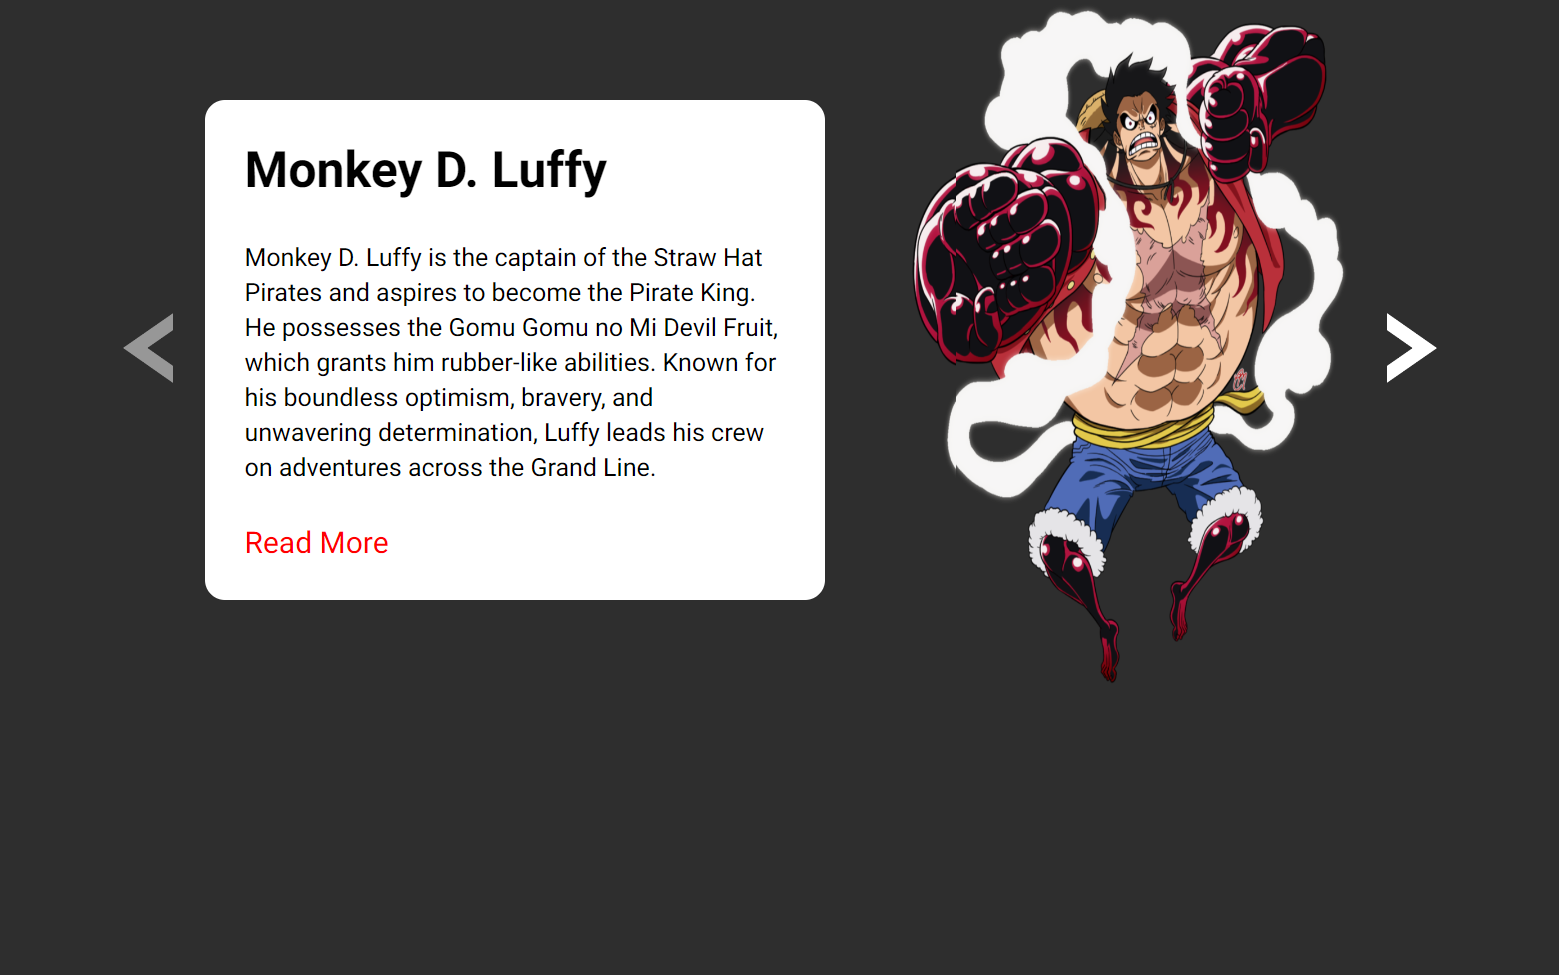 Monkey D. Luffy
Monkey D. Luffy is the captain of the Straw Hat
Pirates and aspires to become the Pirate King.
He possesses the Gomu Gomu no Mi Devil Fruit,
which grants him rubber-like abilities. Known for
his boundless optimism, bravery, and
unwavering determination, Luffy leads his crew
on adventures across the Grand Line.
Read More